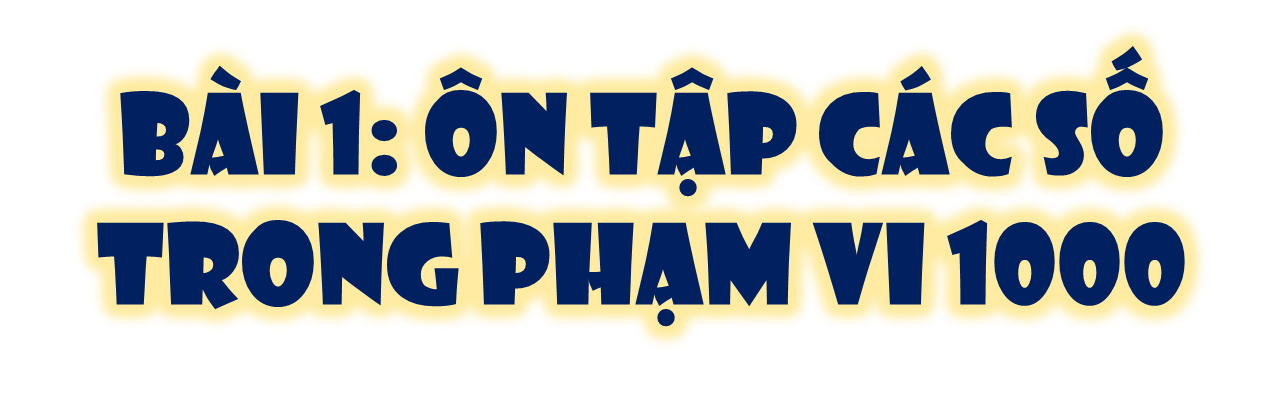 BÀI 1: ÔN TẬP CÁC SỐ
TRONG PHẠM VI 1000